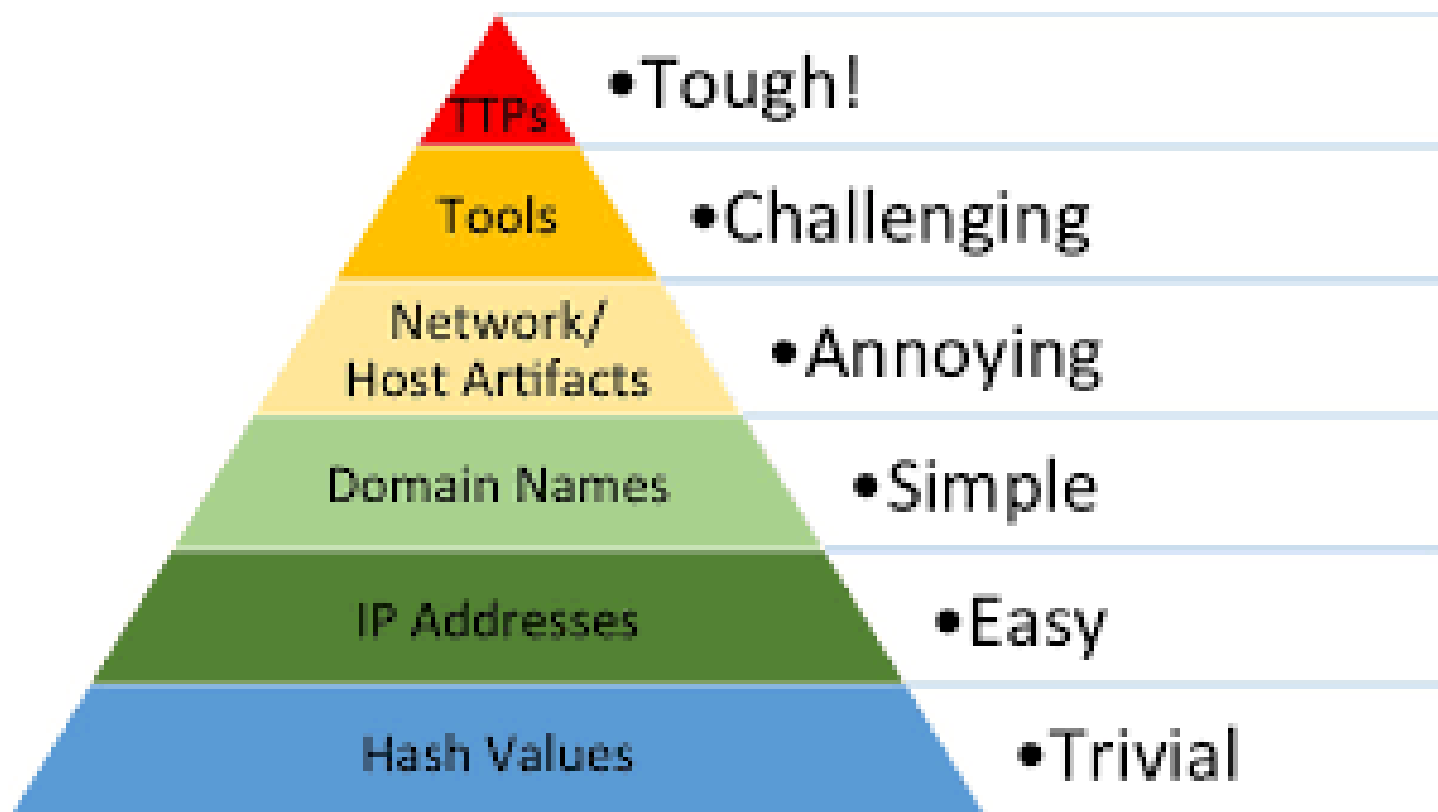 TTPs
•Tough!
Tools
•Challenging
Network/
Host Artifacts
•Annoying
Domain Names
•Simple
IP Addresses
•Easy
Hash Values
•Trivial